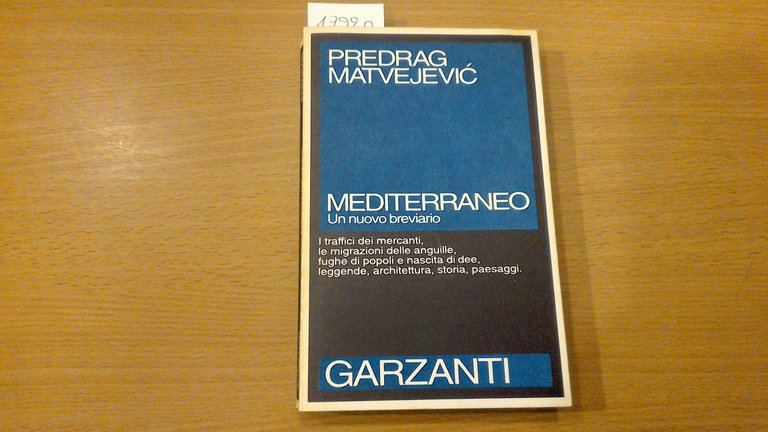 PREDRAG
MATVEJEVIĆ
MEDITERRANEO
Un nuovo breviario
I traffici dei mercanti,
le migrazioni delle anguille,
fughe di popoli e nascita di dee,
leggende, architettura, storia, paesaggi.
GARZANTI